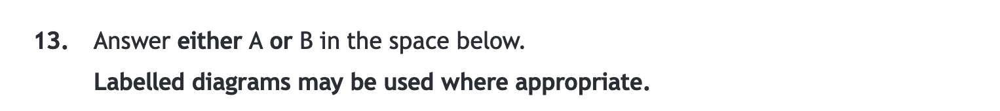 13. Answer either A or B in the space below.
Labelled diagrams may be used where appropriate.